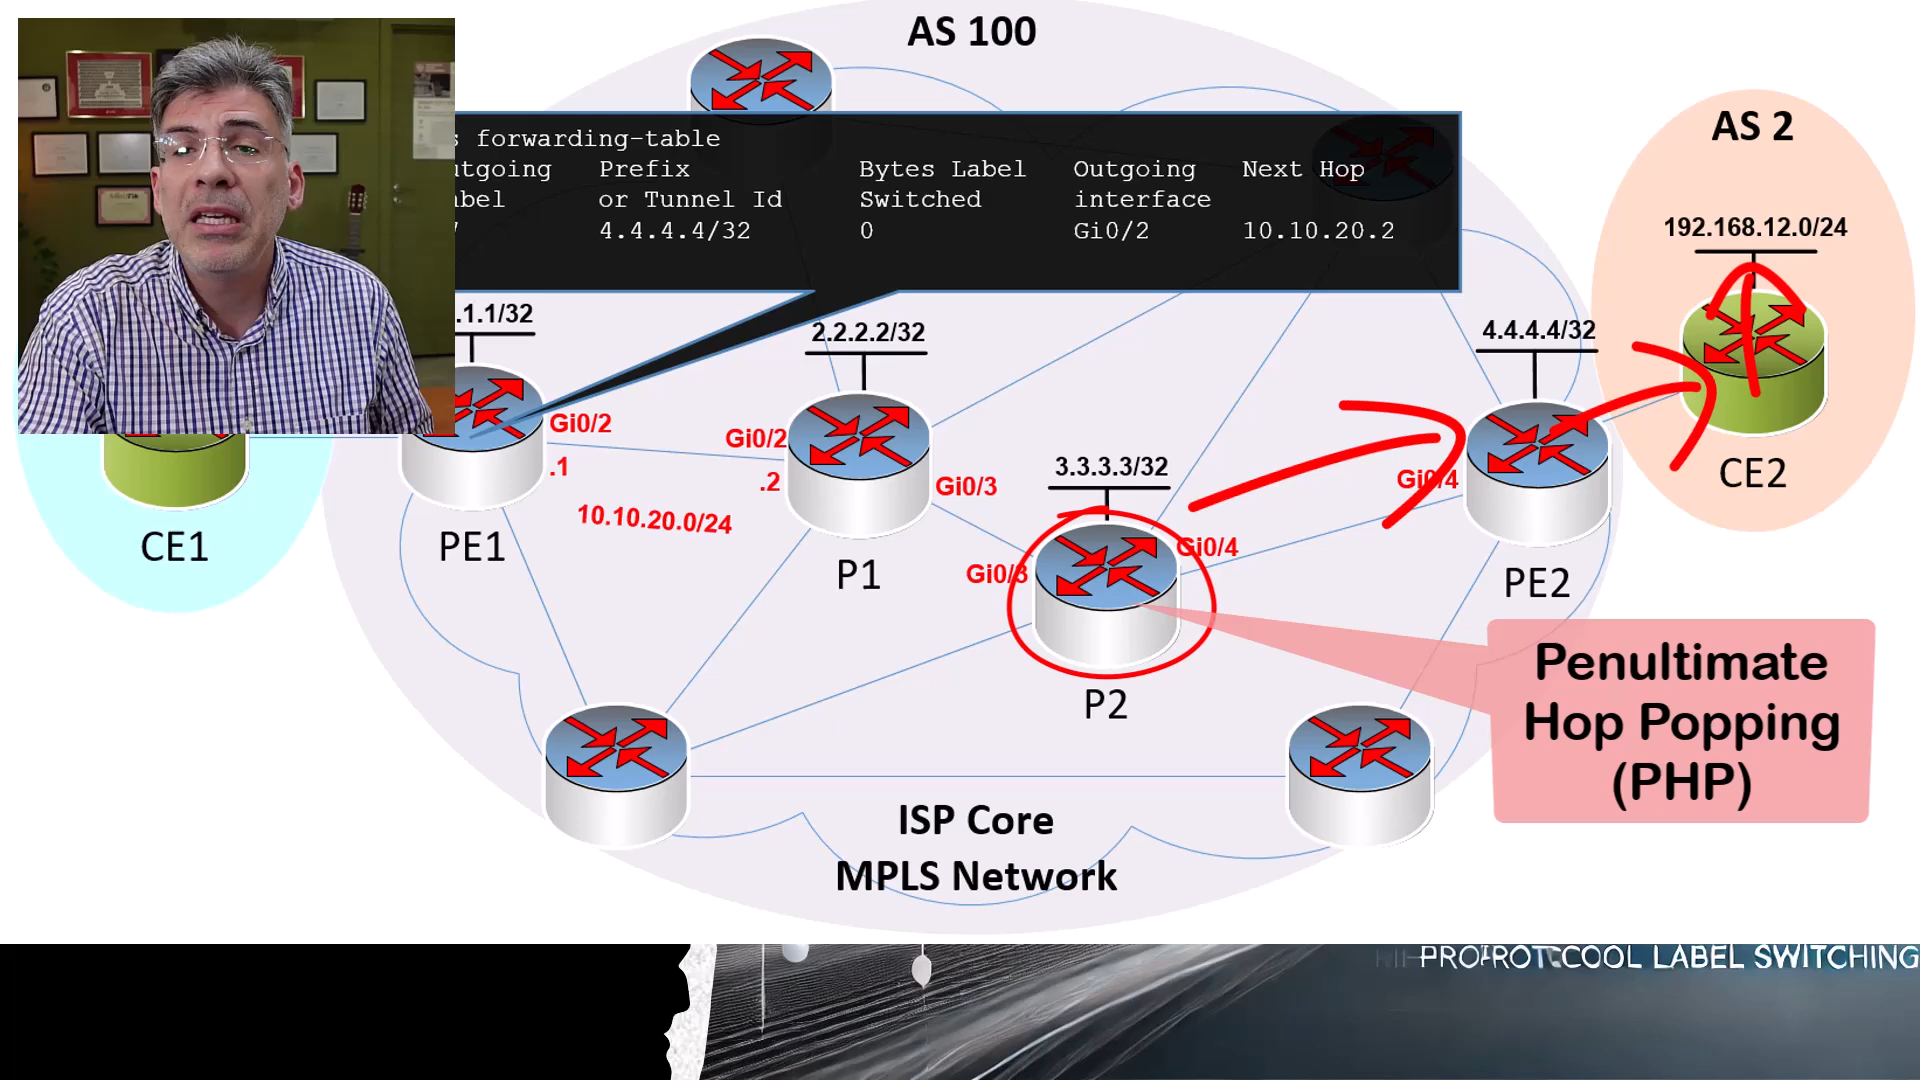 AS 100
AS 2
forwarding-table
utgoing Prefix Bytes Label Outgoing Next Hop
abel or Tunnel Id Switched interface
4.4.4.4/32 0 Gi0/2 10.10.20.2
192.168.12.0/24
.1.1/32
2.2.2.2/32
4.4.4.4/32
Gi0/2
Gi0/2
.1
.2
3.3.3.3/32
Gi0/3
Gi0/4
10.10.20.0/24
CE2
CE1
PE1
P1
Gi0/3
Gi0/4
PE2
P2
Penultimate
Hop Popping
(PHP)
ISP Core
MPLS Network
LABEL SWITCHING